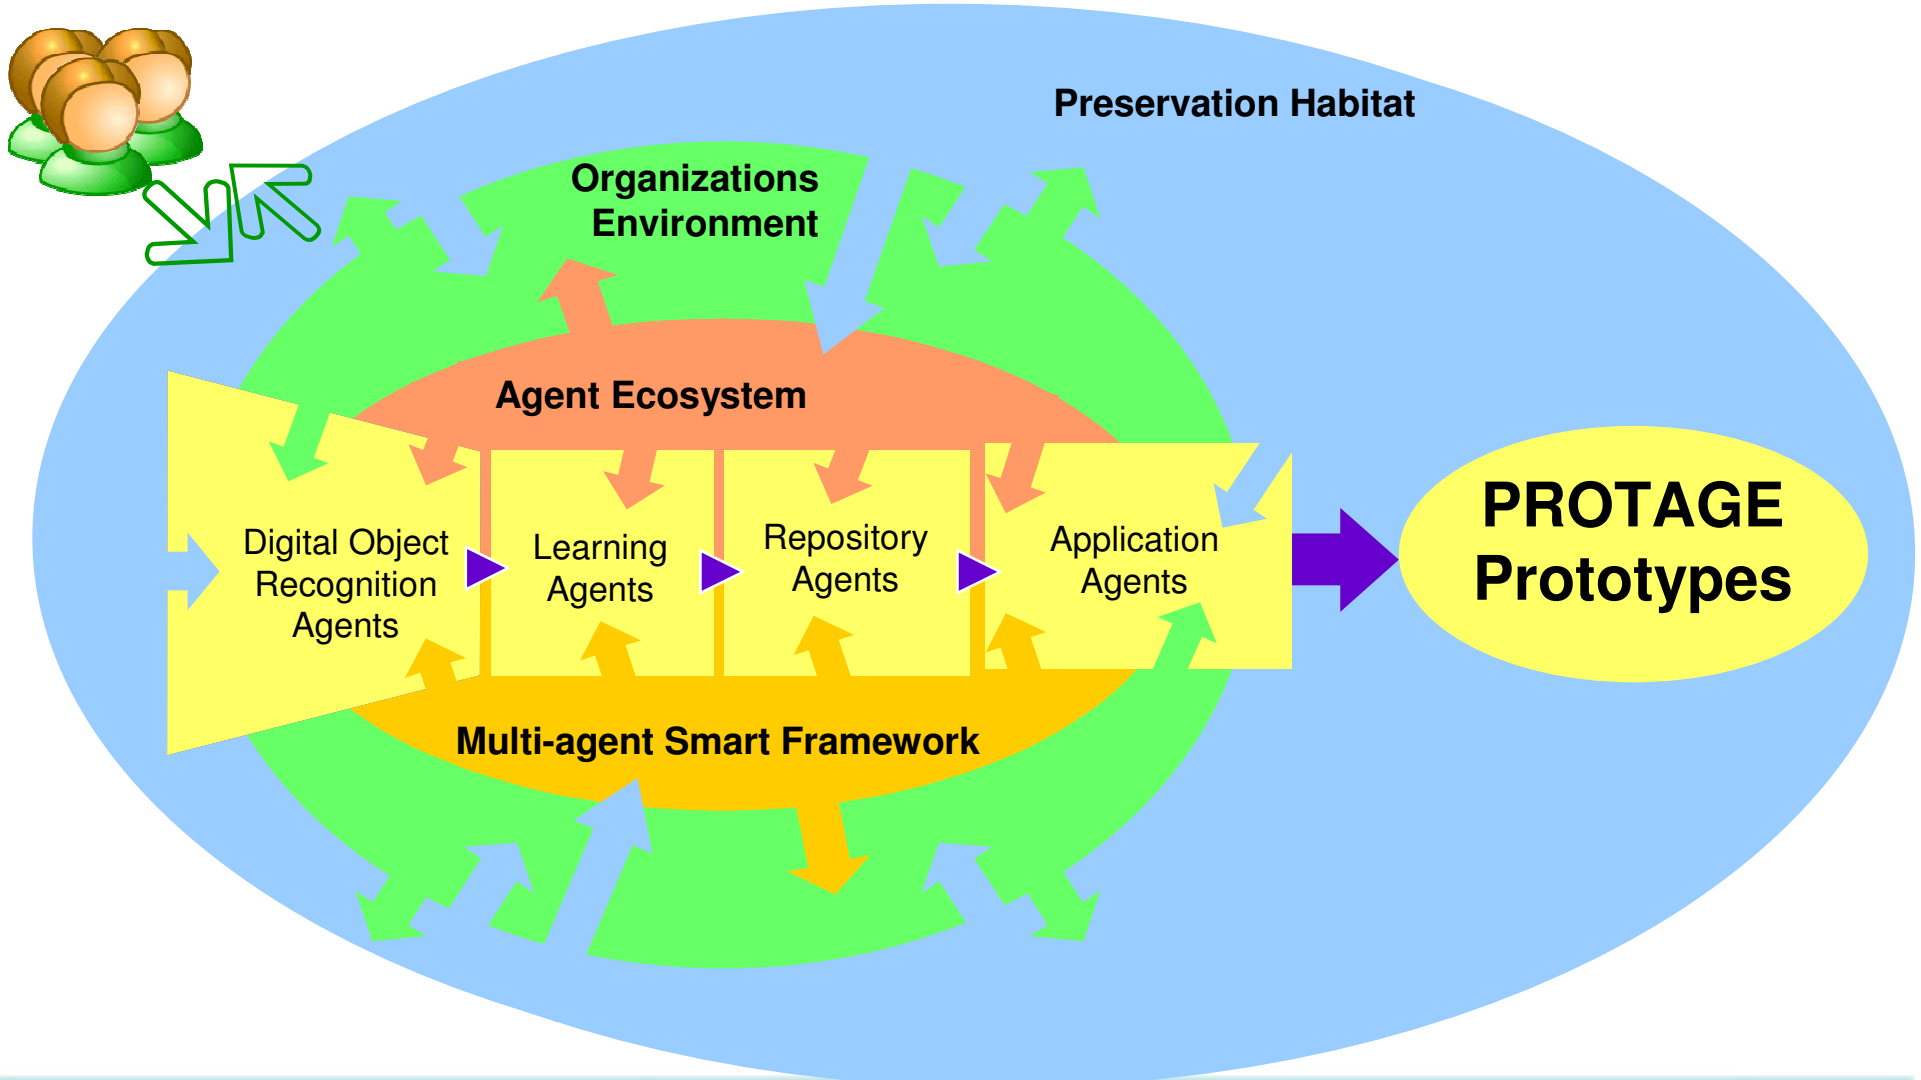 Preservation Habitat
Organizations
Environment
Agent Ecosystem
Digital Object
Recognition
Agents
Learning
Agents
Repository
Agents
Application
Agents
PROTAGE
Prototypes
Multi-agent Smart Framework